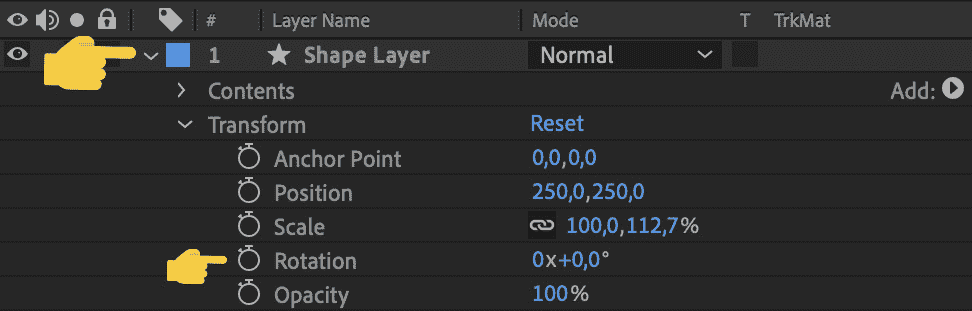 # Layer Name Mode T TrkMat
1 Shape Layer Normal
Contents Add:
Transform Reset
Anchor Point 0,0,0,0
Position 250,0,250,0
Scale 100,0,112,7%
Rotation 0x+0,0°
Opacity 100%